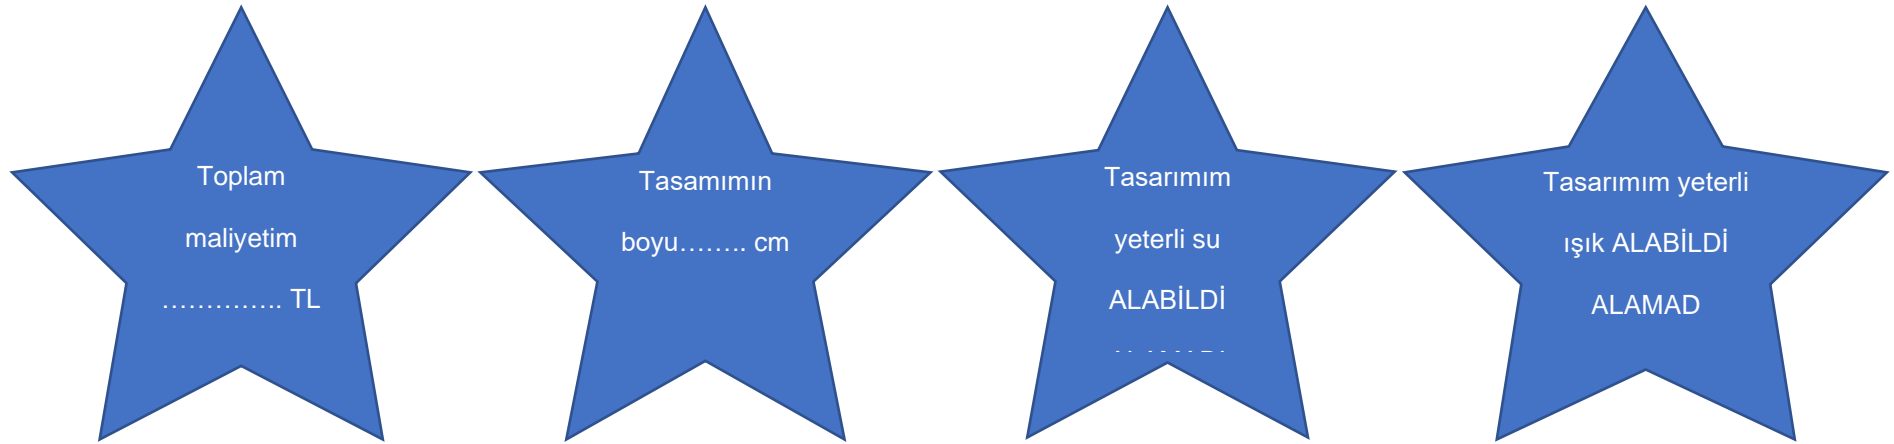 Toplam
maliyetim
………….. TL
Tasamımın
boyu…….. cm
Tasarımım
yeterli su
ALABİLDİ
Tasarımım yeterli
ışık ALABİLDİ
ALAMAD